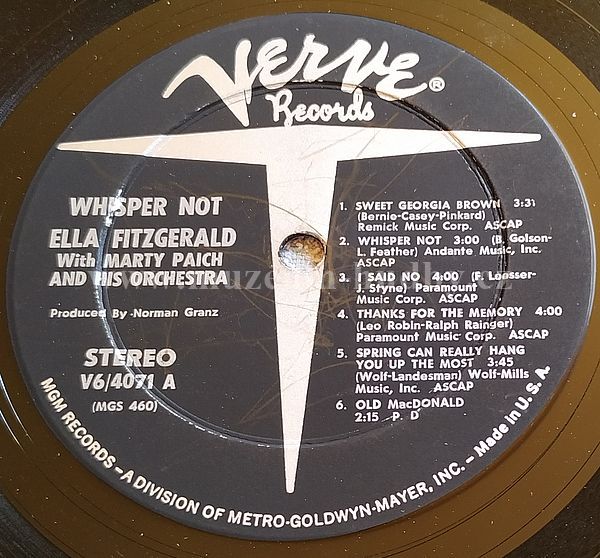 Verve ®
Records
WHISPER NOT
ELLA FITZGERALD
With MARTY PAICH
AND HIS ORCHESTRA
Produced By Norman Granz
STEREO
V6/4071 A
(MGS 460)
1. SWEET GEORGIA BROWN 3:31
(Bernie-Casey-Pinkard)
Remick Music Corp. ASCAP
2. WHISPER NOT 3:00 (B. Golson-
L. Feather) Andante Music, Inc.
ASCAP
3. I SAID NO 4:00 (F. Loesser-
J. Styne) Paramount
Music Corp. ASCAP
4. THANKS FOR THE MEMORY 4:00
(Leo Robin-Ralph Rainger)
Paramount Music Corp. ASCAP
5. SPRING CAN REALLY HANG
YOU UP THE MOST 3:45
(Wolf-Landesman) Wolf-Mills
Music, Inc. ASCAP
6. OLD MacDONALD
2:15 P. D
MGM RECORDS – A DIVISION OF METRO-GOLDWYN-MAYER, INC. – Made in U. S. A.